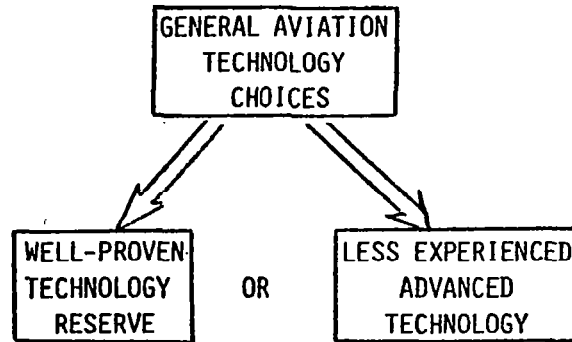 GENERAL AVIATION
TECHNOLOGY
CHOICES
WELL-PROVEN
TECHNOLOGY
RESERVE
OR
LESS EXPERIENCED
ADVANCED
TECHNOLOGY